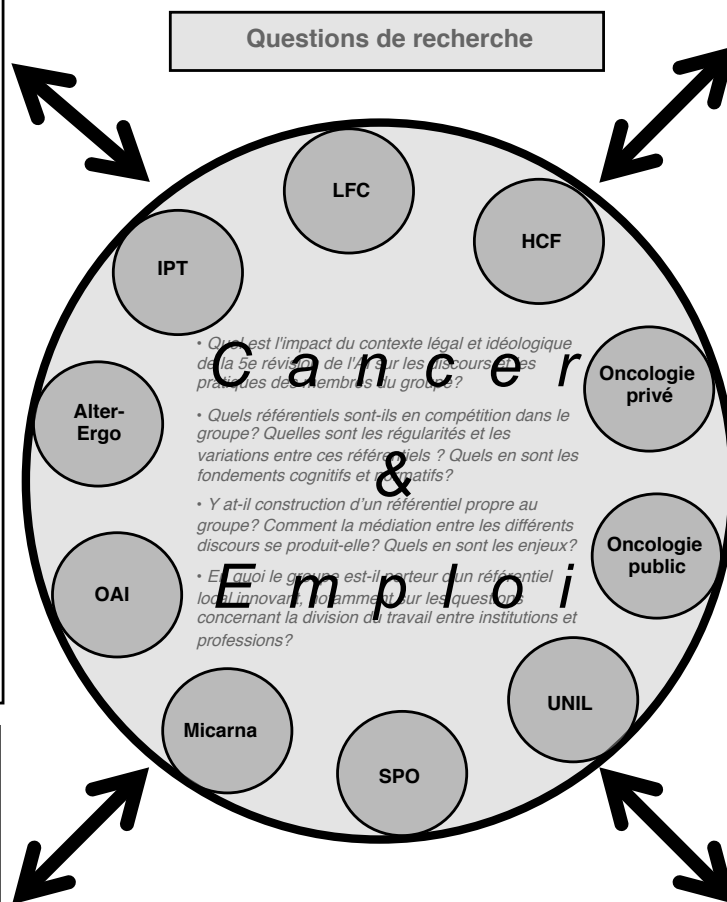 Questions de recherche
LFC
HCF
IPT
• Quel est l'impact du contexte légal et idéologique
de la 5e révision de l'AI sur les discours et les
pratiques des membres du groupe?
Cancer
Oncologie
privé
Alter-
Ergo
• Quels référentiels sont-ils en compétition dans le
groupe? Quelles sont les régularités et les
variations entre ces référentiels ? Quels en sont les
fondements cognitifs et normatifs?
&
• Y at-il construction d'un référentiel propre au
groupe? Comment la médiation entre les différents
discours se produit-elle? Quels en sont les enjeux?
Oncologie
public
OAI
• En quoi le groupe est-il porteur d'un référentiel
local innovant, notamment sur les questions
concernant la division du travail entre institutions et
professions?
Emploi
UNIL
Micarna
SPO